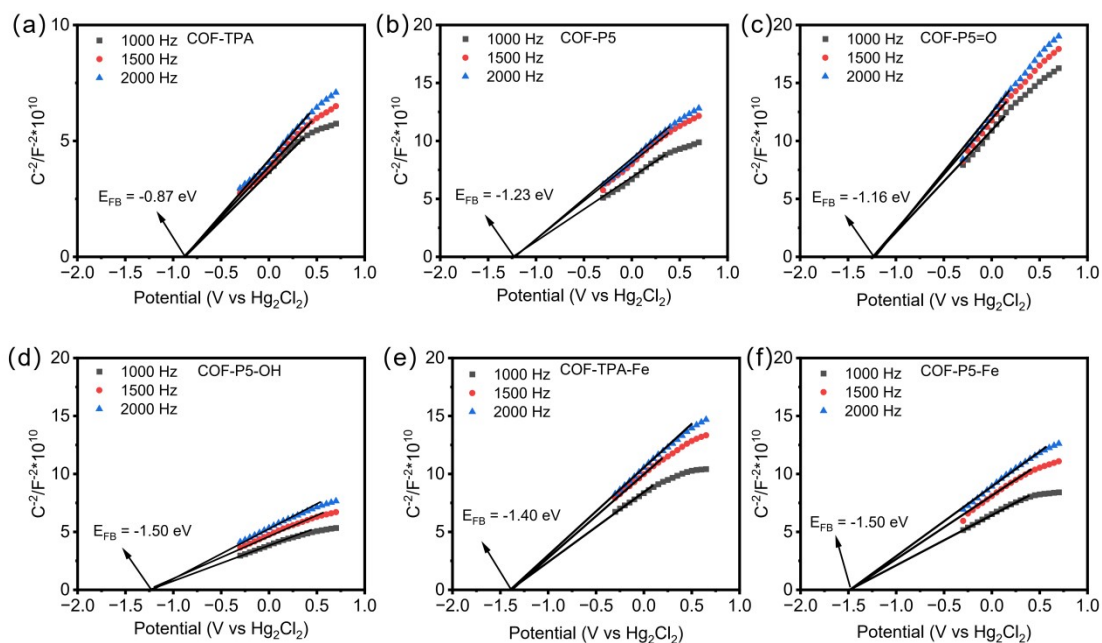 (a)
COF-TPA
1000 Hz
1500 Hz
2000 Hz
E_FB = -0.87 eV
C⁻²/F⁻²*10¹⁰
10
5
0
−2.0 −1.5 −1.0 −0.5 0.0 0.5 1.0
Potential (V vs Hg₂Cl₂)
(b)
COF-P5
1000 Hz
1500 Hz
2000 Hz
E_FB = -1.23 eV
C⁻²/F⁻²*10¹⁰
20
15
10
5
0
−2.0 −1.5 −1.0 −0.5 0.0 0.5 1.0
Potential (V vs Hg₂Cl₂)
(c)
COF-P5=O
1000 Hz
1500 Hz
2000 Hz
E_FB = -1.16 eV
C⁻²/F⁻²*10¹⁰
20
15
10
5
0
−2.0 −1.5 −1.0 −0.5 0.0 0.5 1.0
Potential (V vs Hg₂Cl₂)
(d)
COF-P5-OH
1000 Hz
1500 Hz
2000 Hz
E_FB = -1.50 eV
C⁻²/F⁻²*10¹⁰
20
15
10
5
0
−2.0 −1.5 −1.0 −0.5 0.0 0.5 1.0
Potential (V vs Hg₂Cl₂)
(e)
COF-TPA-Fe
1000 Hz
1500 Hz
2000 Hz
E_FB = -1.40 eV
C⁻²/F⁻²*10¹⁰
20
15
10
5
0
−2.0 −1.5 −1.0 −0.5 0.0 0.5 1.0
Potential (V vs Hg₂Cl₂)
(f)
COF-P5-Fe
1000 Hz
1500 Hz
2000 Hz
E_FB = -1.50 eV
C⁻²/F⁻²*10¹⁰
20
15
10
5
0
−2.0 −1.5 −1.0 −0.5 0.0 0.5 1.0
Potential (V vs Hg₂Cl₂)